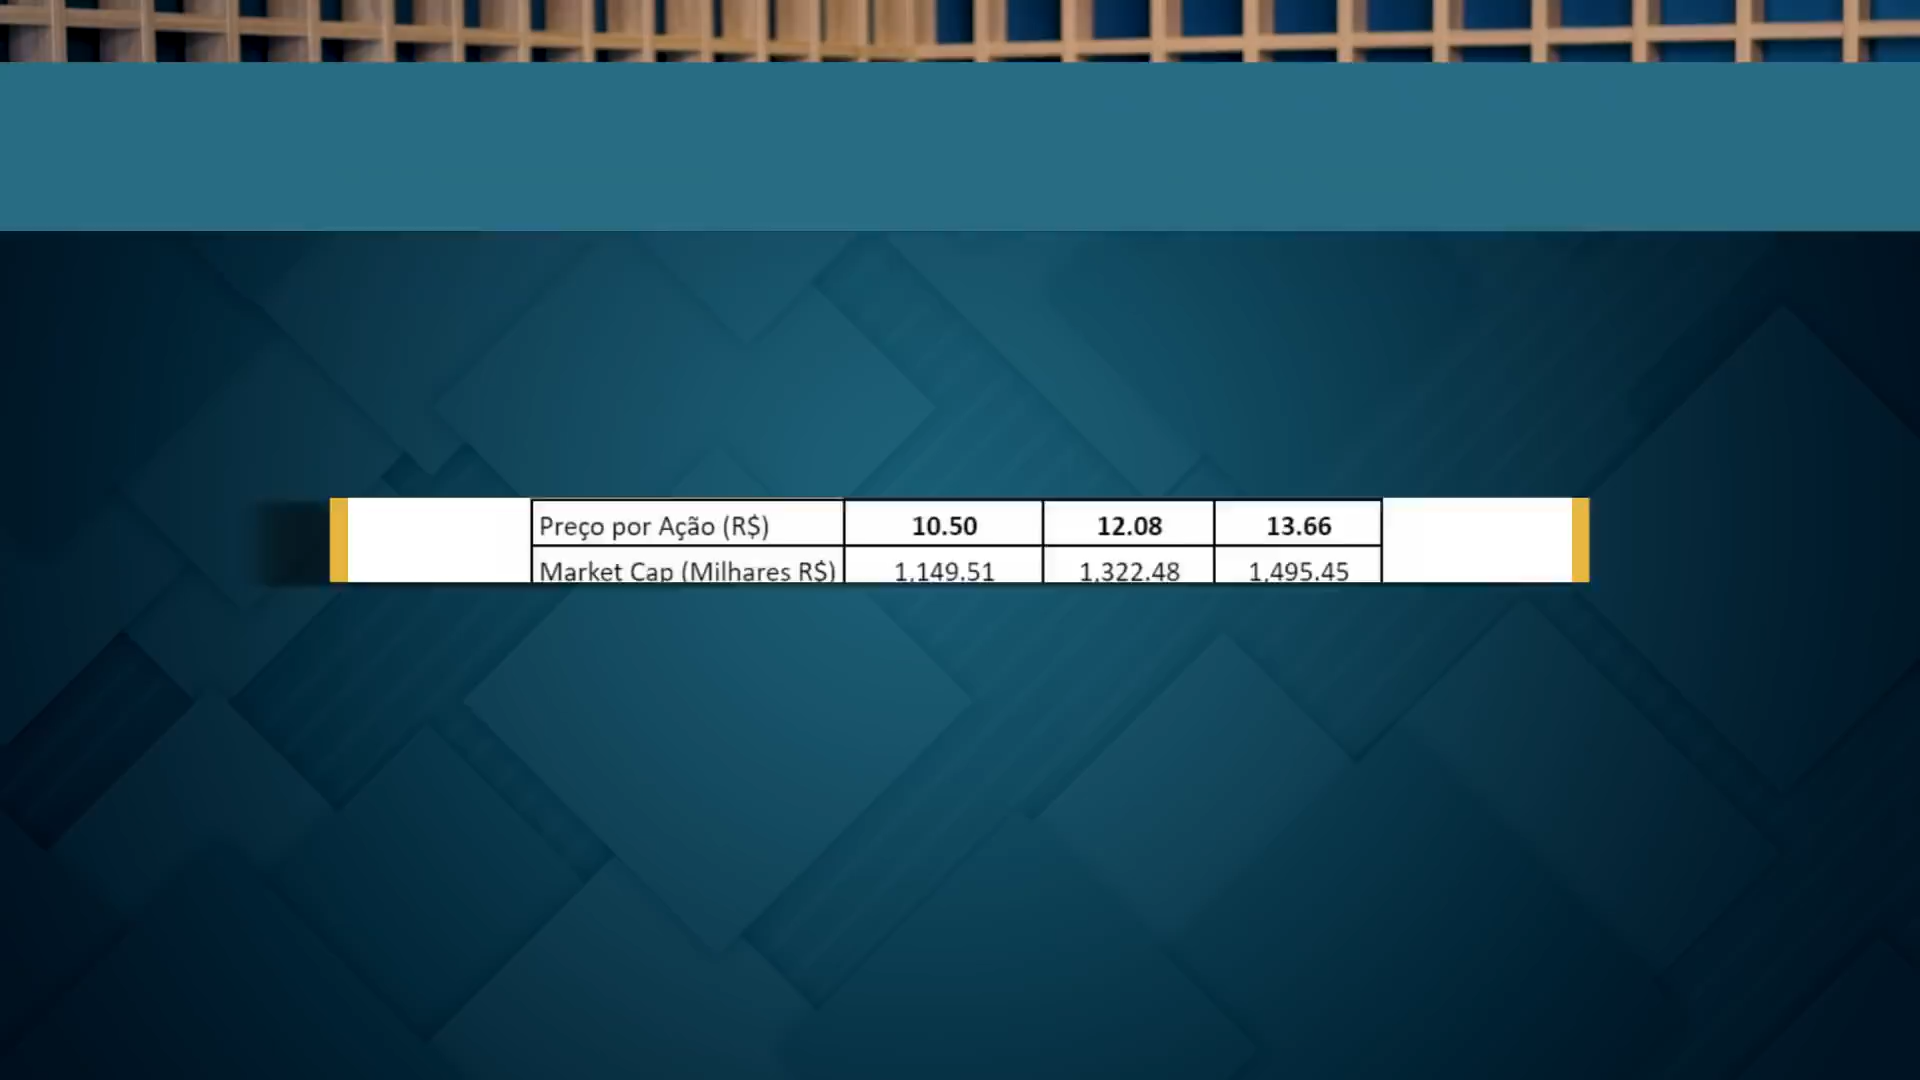 Preço por Ação (R$) 10.50 12.08 13.66
Market Cap (Milhares R$) 1,149.51 1,322.48 1,495.45